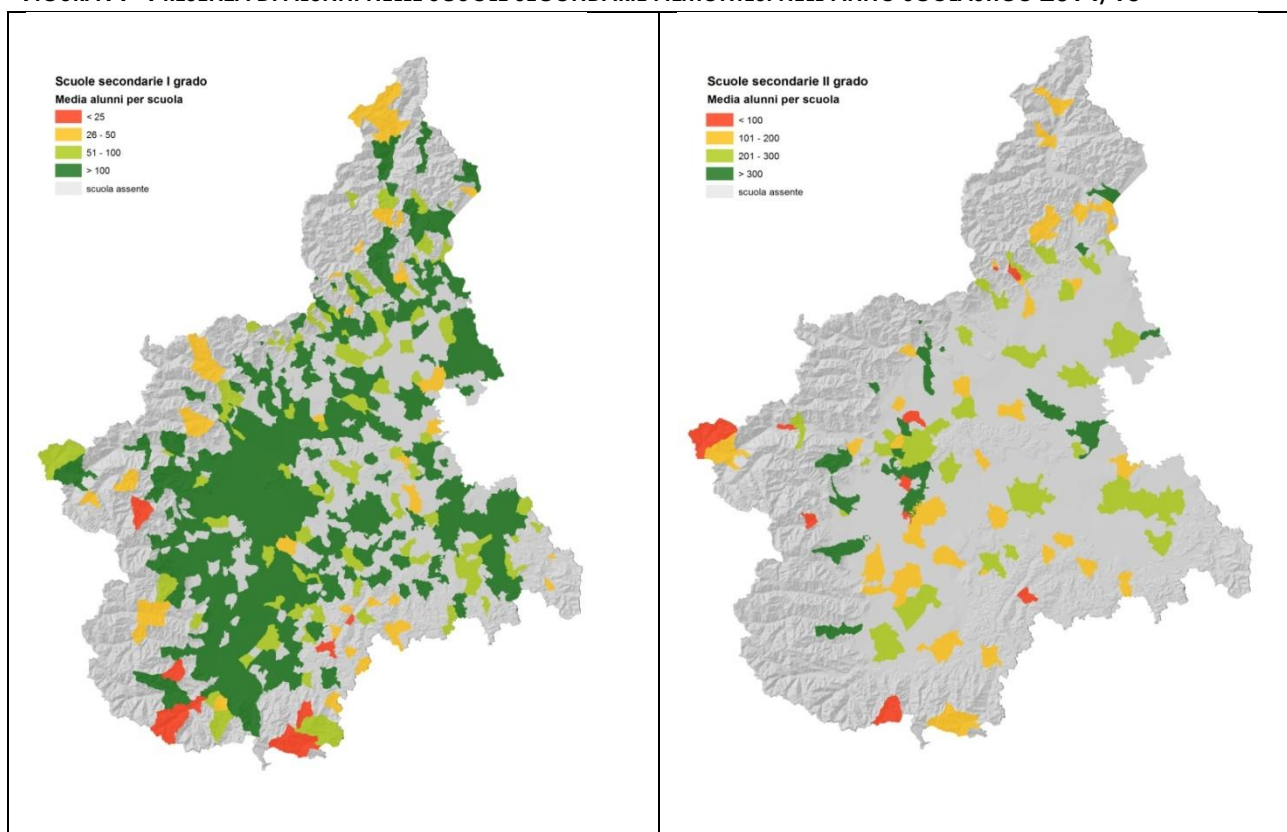 Scuole secondarie I grado
Media alunni per scuola
< 25
26 - 50
51 - 100
> 100
scuola assente
Scuole secondarie II grado
Media alunni per scuola
< 100
101 - 200
201 - 300
> 300
scuola assente